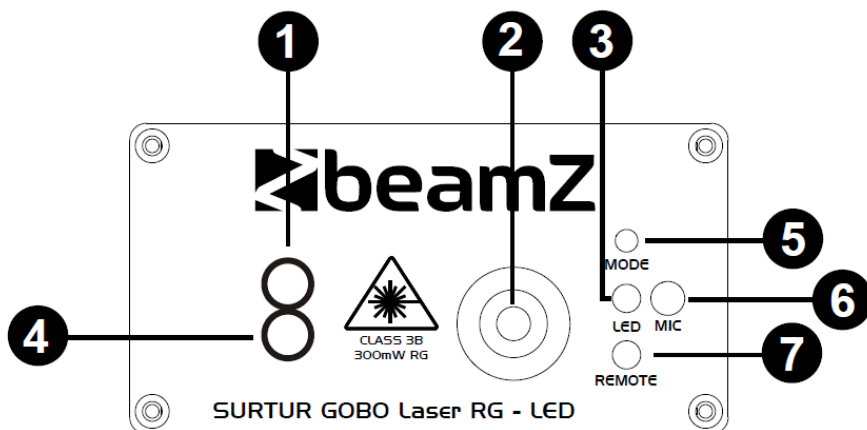 1 2 3
beamZ
5
MODE
6
LED MIC
4
CLASS 3B
300mW RG
7
REMOTE
SURTUR GOBO Laser RG - LED